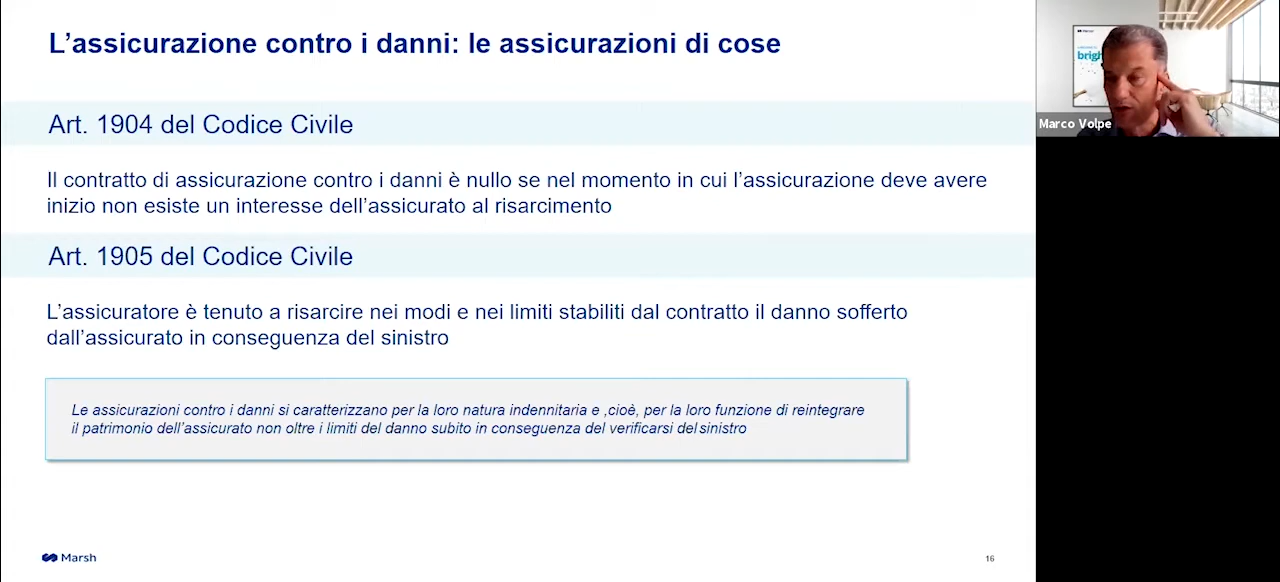 L’assicurazione contro i danni: le assicurazioni di cose
Art. 1904 del Codice Civile
Il contratto di assicurazione contro i danni è nullo se nel momento in cui l’assicurazione deve avere
inizio non esiste un interesse dell’assicurato al risarcimento
Art. 1905 del Codice Civile
L’assicuratore è tenuto a risarcire nei modi e nei limiti stabiliti dal contratto il danno sofferto
dall’assicurato in conseguenza del sinistro
Le assicurazioni contro i danni si caratterizzano per la loro natura indennitaria e ,cioè, per la loro funzione di reintegrare
il patrimonio dell’assicurato non oltre i limiti del danno subito in conseguenza del verificarsi del sinistro
Marsh
16
Marco Volpe